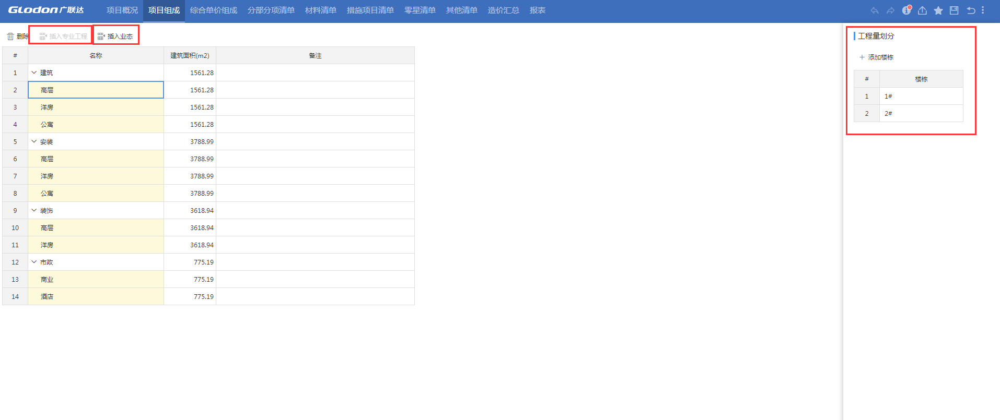 GLodon广联达 项目概况 项目组成 综合单价组成 分部分项清单 材料清单 措施项目清单 零星清单 其他清单 造价汇总 报表
删除 插入专业工程 插入业态
# 名称 建筑面积(m2) 备注
1 建筑 1561.28
2 高层 1561.28
3 洋房 1561.28
4 公寓 1561.28
5 安装 3788.99
6 高层 3788.99
7 洋房 3788.99
8 公寓 3788.99
9 装饰 3618.94
10 高层 3618.94
11 洋房 3618.94
12 市政 775.19
13 商业 775.19
14 酒店 775.19
工程量划分
+ 添加楼栋
# 楼栋
1 1#
2 2#